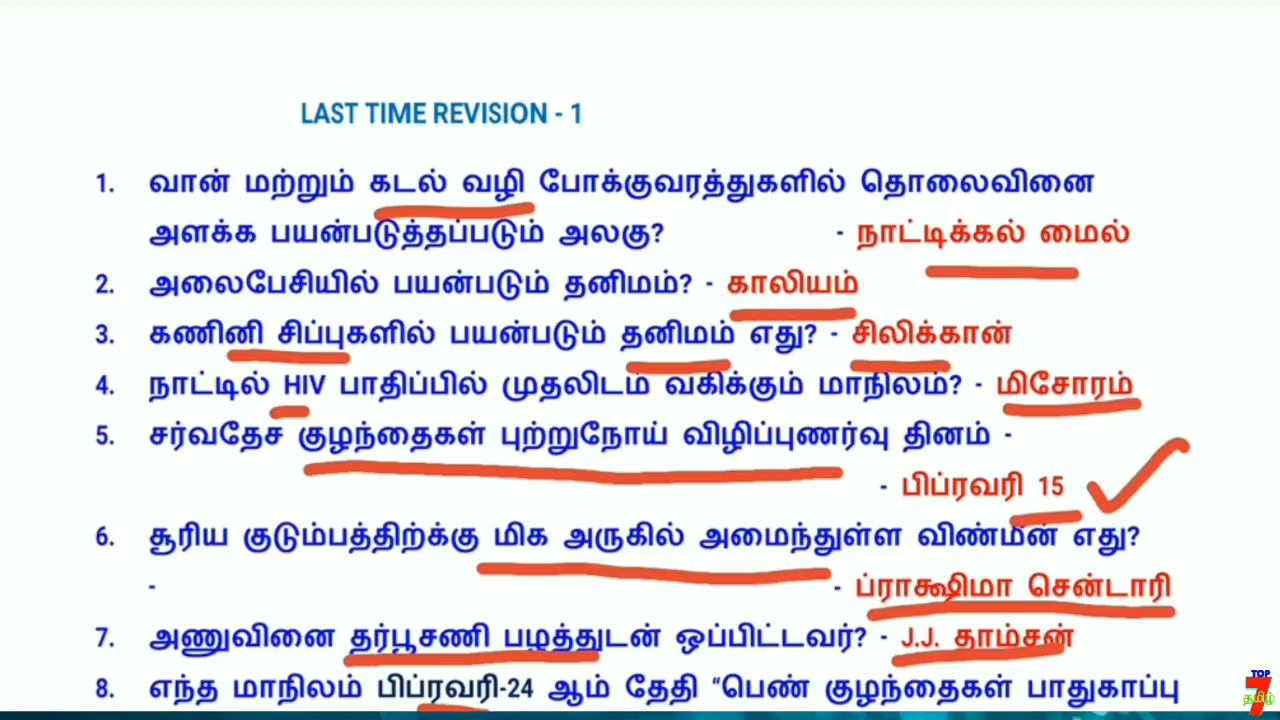 LAST TIME REVISION - 1
1. வான் மற்றும் கடல் வழி போக்குவரத்துகளில் தொலைவினை
அளக்க பயன்படுத்தப்படும் அலகு? - நாட்டிக்கல் மைல்
2. அலைபேசியில் பயன்படும் தனிமம்? - காலியம்
3. கணினி சிப்புகளில் பயன்படும் தனிமம் எது? - சிலிக்கான்
4. நாட்டில் HIV பாதிப்பில் முதலிடம் வகிக்கும் மாநிலம்? - மிசோரம்
5. சர்வதேச குழந்தைகள் புற்றுநோய் விழிப்புணர்வு தினம் -
- பிப்ரவரி 15
6. சூரிய குடும்பத்திற்க்கு மிக அருகில் அமைந்துள்ள விண்மீன் எது?
- - ப்ராக்ஷிமா சென்டாரி
7. அணுவினை தர்பூசணி பழத்துடன் ஒப்பிட்டவர்? - J.J. தாம்சன்
8. எந்த மாநிலம் பிப்ரவரி-24 ஆம் தேதி “பெண் குழந்தைகள் பாதுகாப்பு
TOP
7
தமிழ்